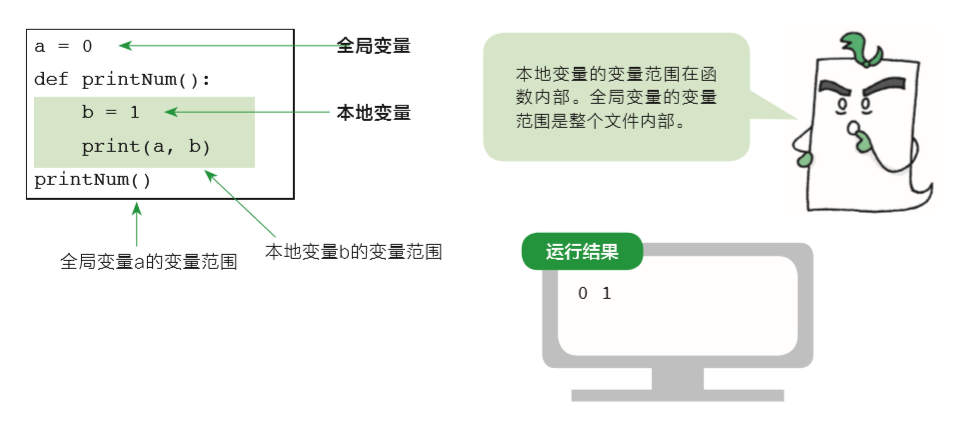 a = 0
全局变量
def printNum():
b = 1
本地变量
print(a, b)
printNum()
全局变量a的变量范围
本地变量b的变量范围
本地变量的变量范围在函
数内部。全局变量的变量
范围是整个文件内部。
运行结果
0 1